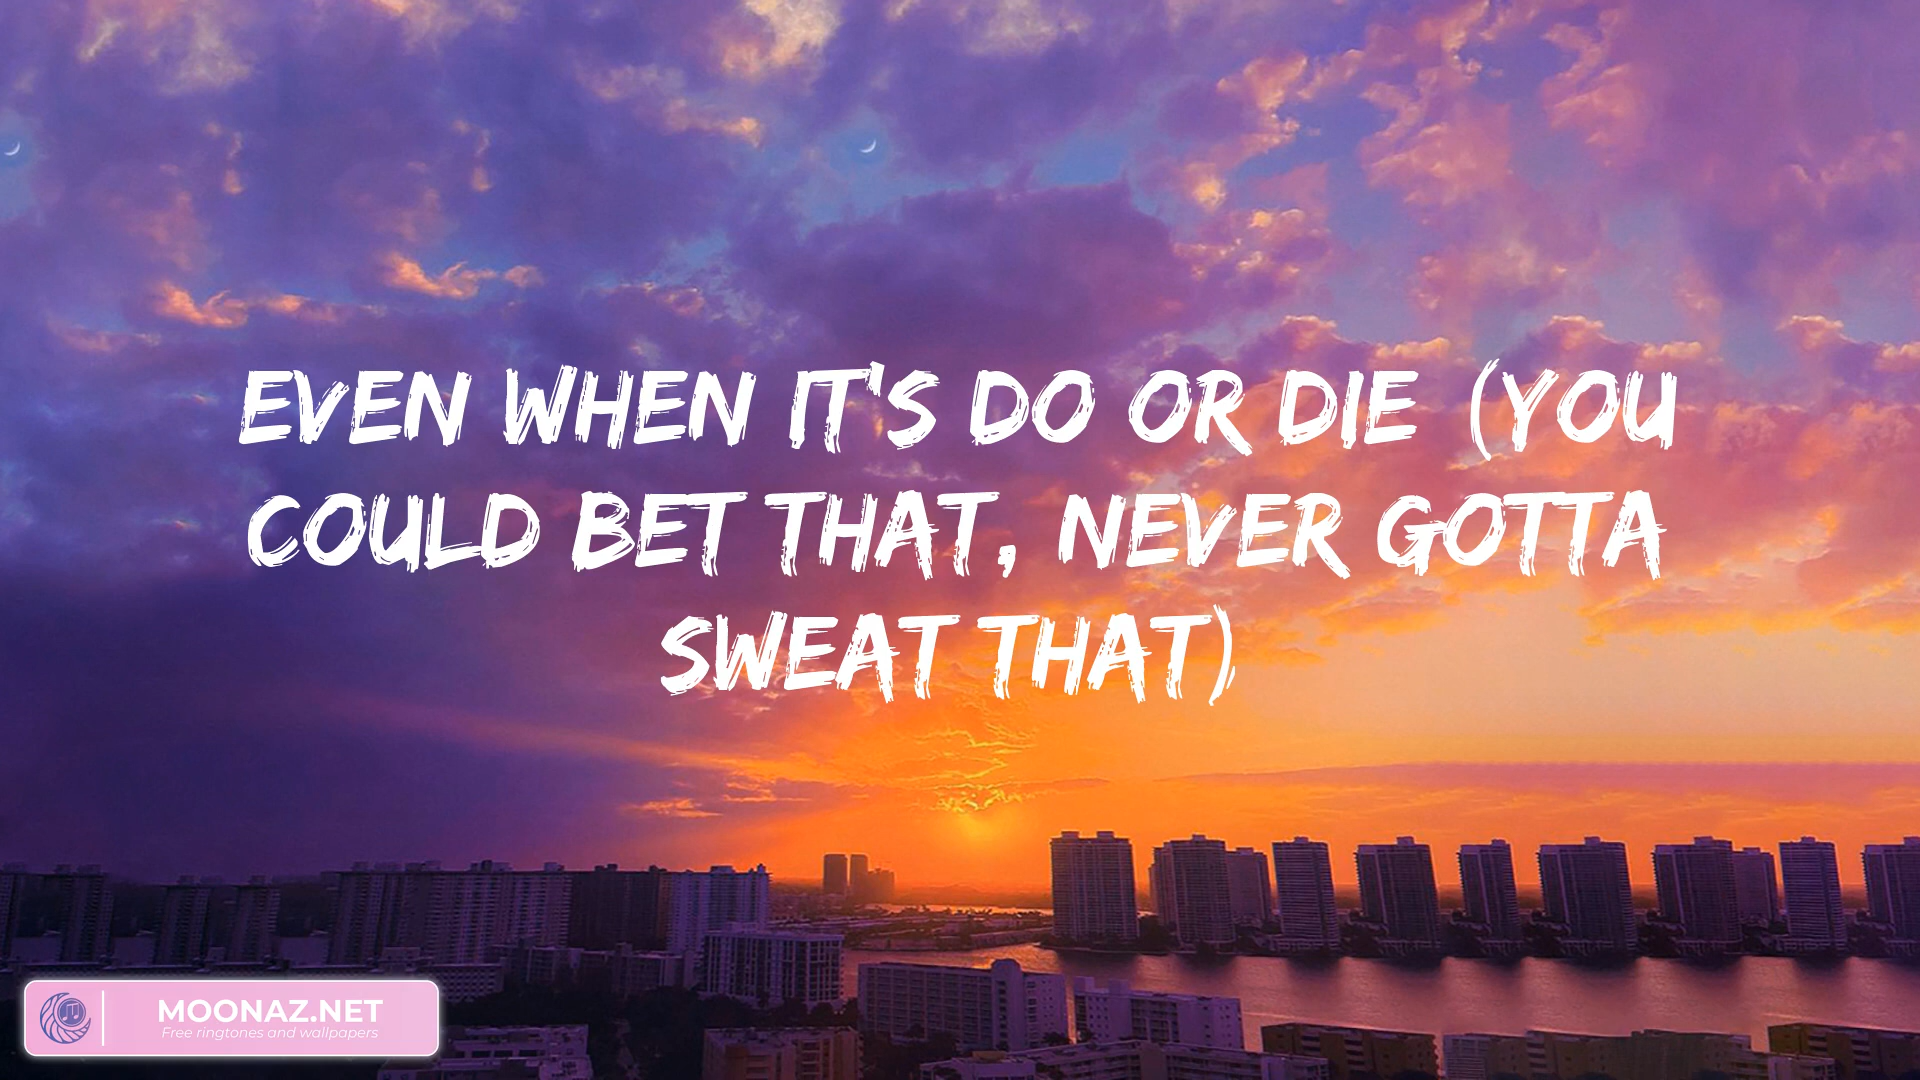 EVEN WHEN IT'S DO OR DIE (YOU
COULD BET THAT, NEVER GOTTA
SWEAT THAT)
MOONAZ.NET
Free ringtones and wallpapers